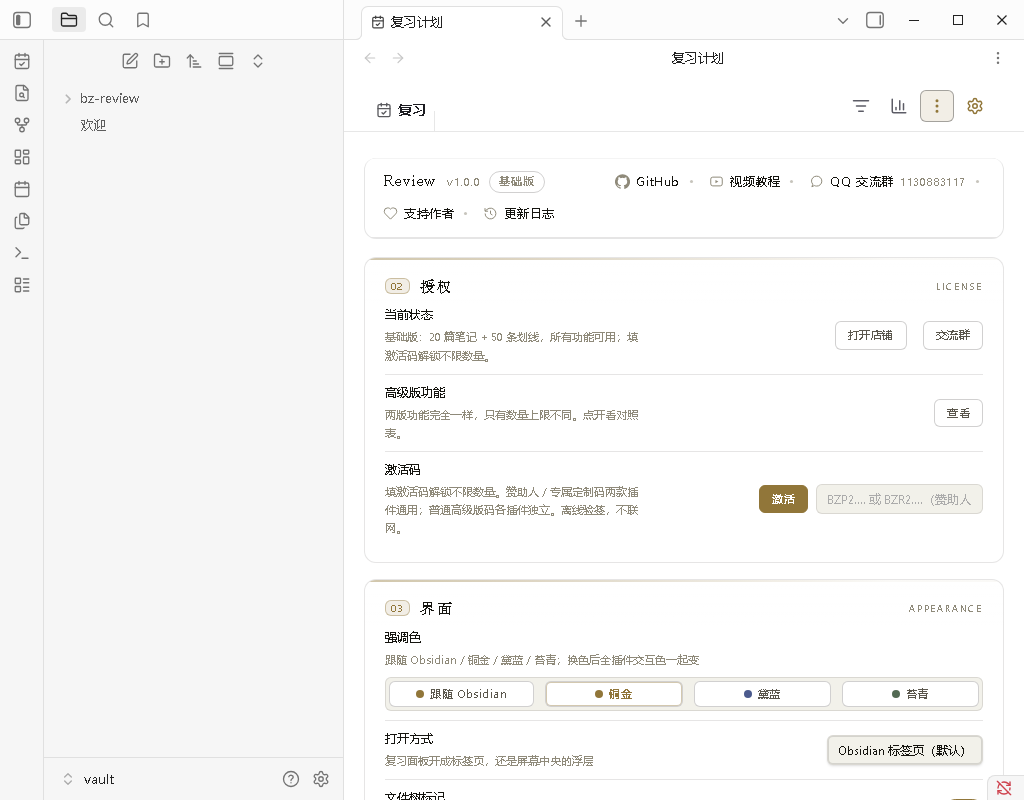 复习计划
复习计划
bz-review
欢迎
复习
Review v1.0.0 基础版 GitHub • 视频教程 • QQ 交流群 1130883117 •
支持作者 • 更新日志
02 授权 LICENSE
当前状态
基础版：20 篇笔记 + 50 条划线，所有功能可用；填
激活码解锁不限数量。
打开店铺 交流群
高级版功能
两版功能完全一样，只有数量上限不同。点开看对照
表。
查看
激活码
填激活码解锁不限数量。赞助人 / 专属定制码两款插
件通用；普通高级版码各插件独立。离线验签，不联
网。
激活 BZP2.... 或 BZR2....（赞助人
03 界面 APPEARANCE
强调色
跟随 Obsidian / 铜金 / 黛蓝 / 苔青；换色后全插件交互色一起变
跟随 Obsidian 铜金 黛蓝 苔青
打开方式
复习面板开成标签页，还是屏幕中央的浮层
Obsidian 标签页（默认）
文件树标记
vault